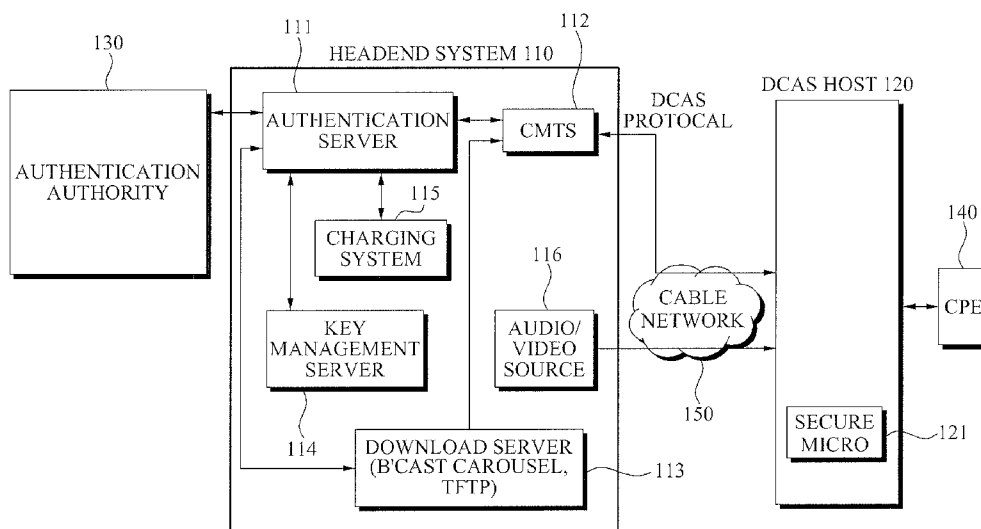 130
111
112
HEADEND SYSTEM 110
DCAS HOST 120
AUTHENTICATION
SERVER
CMTS
DCAS
PROTOCAL
AUTHENTICATION
AUTHORITY
115
CHARGING
SYSTEM
116
140
CABLE
NETWORK
CPE
KEY
MANAGEMENT
SERVER
AUDIO/
VIDEO
SOURCE
150
114
DOWNLOAD SERVER
(B'CAST CAROUSEL,
TFTP)
113
SECURE
MICRO
121